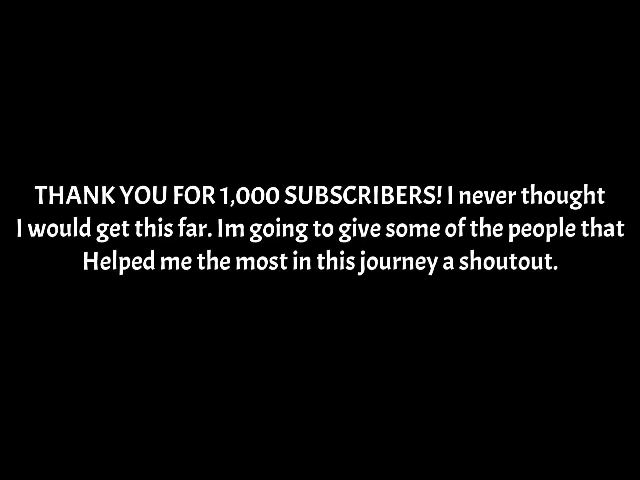 THANK YOU FOR 1,000 SUBSCRIBERS! I never thought
I would get this far. Im going to give some of the people that
Helped me the most in this journey a shoutout.